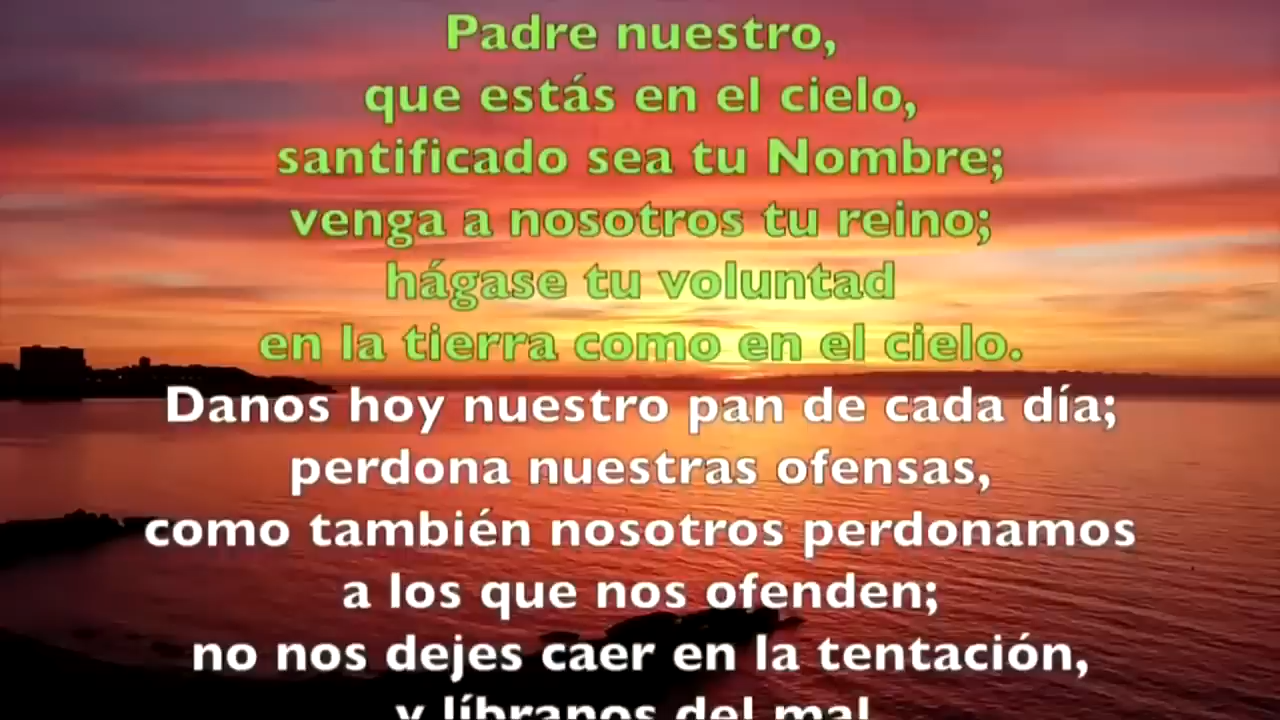 Padre nuestro,
que estás en el cielo,
santificado sea tu Nombre;
venga a nosotros tu reino;
hágase tu voluntad
en la tierra como en el cielo.
Danos hoy nuestro pan de cada día;
perdona nuestras ofensas,
como también nosotros perdonamos
a los que nos ofenden;
no nos dejes caer en la tentación,
y líbranos del mal